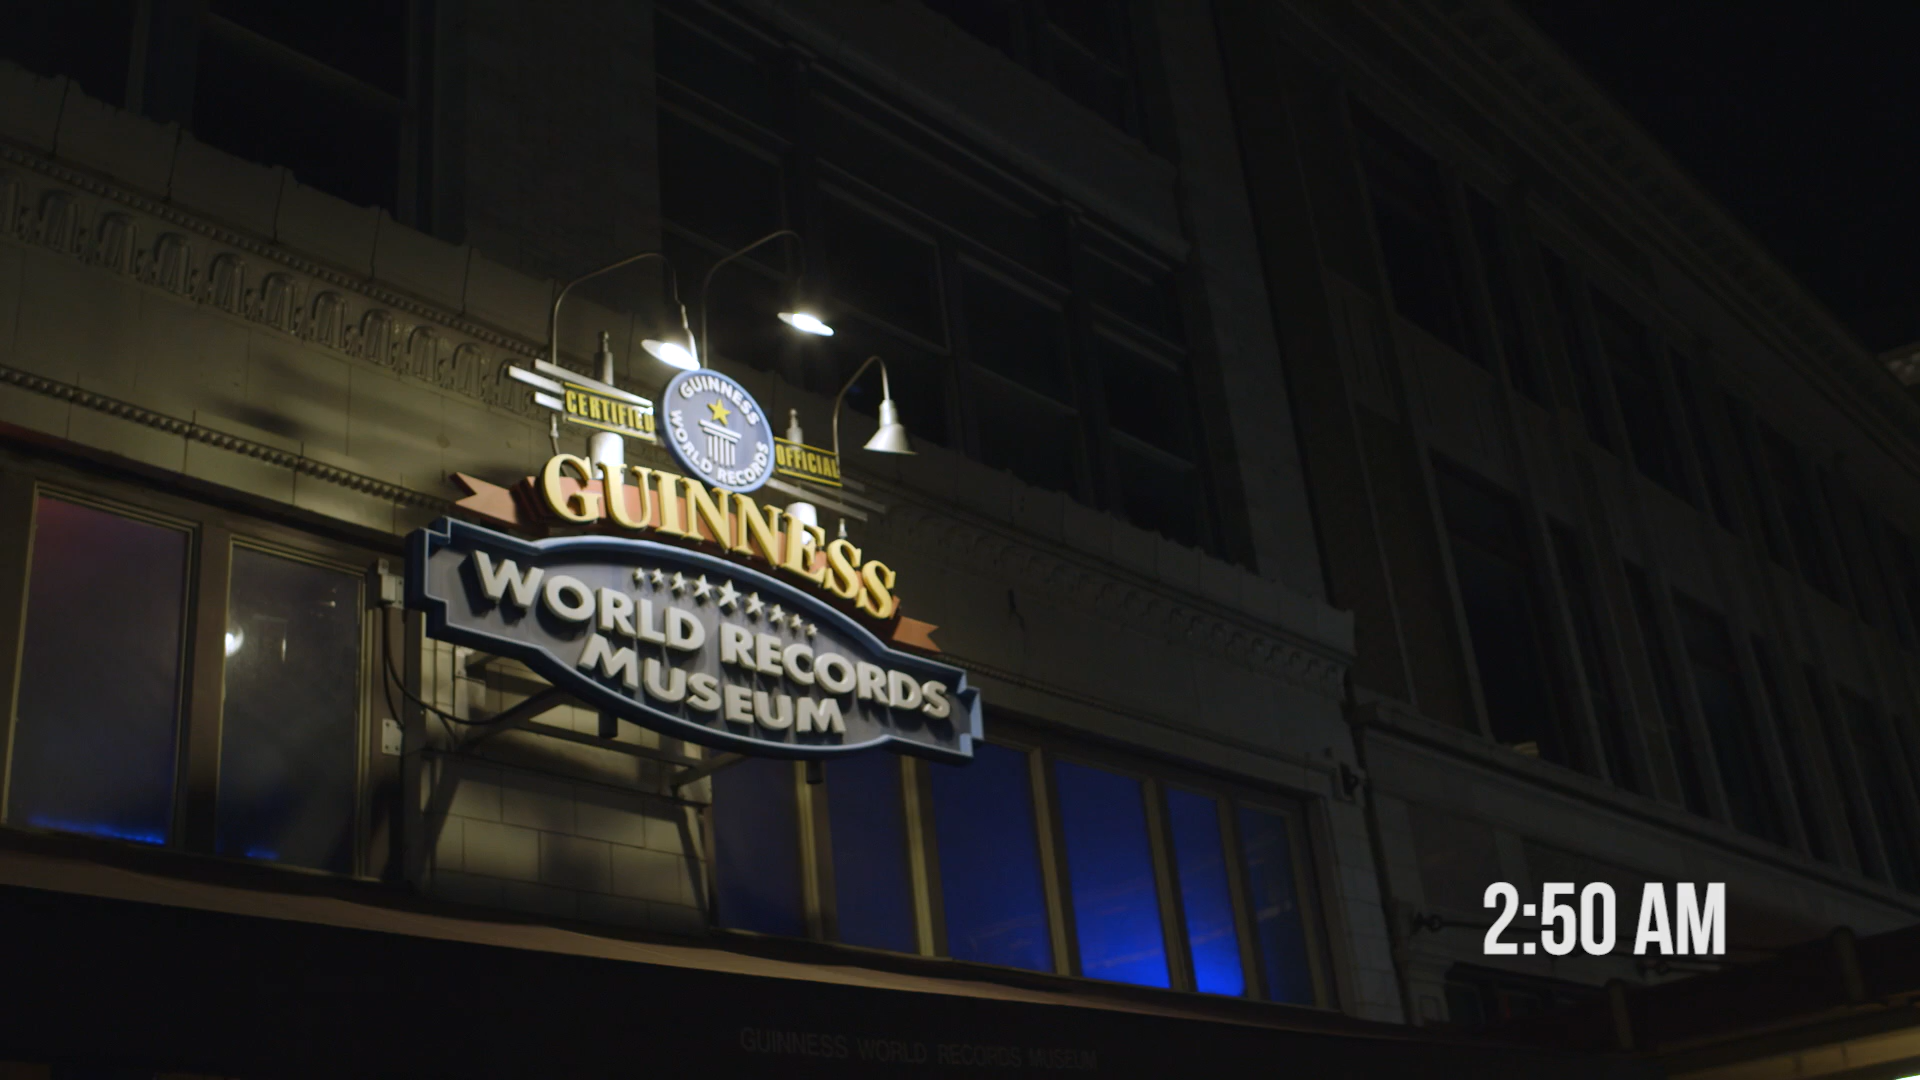 CERTIFIED
GUINNESS
WORLD RECORDS
OFFICIAL
GUINNESS
WORLD RECORDS
MUSEUM
2:50 AM
GUINNESS WORLD RECORDS MUSEUM